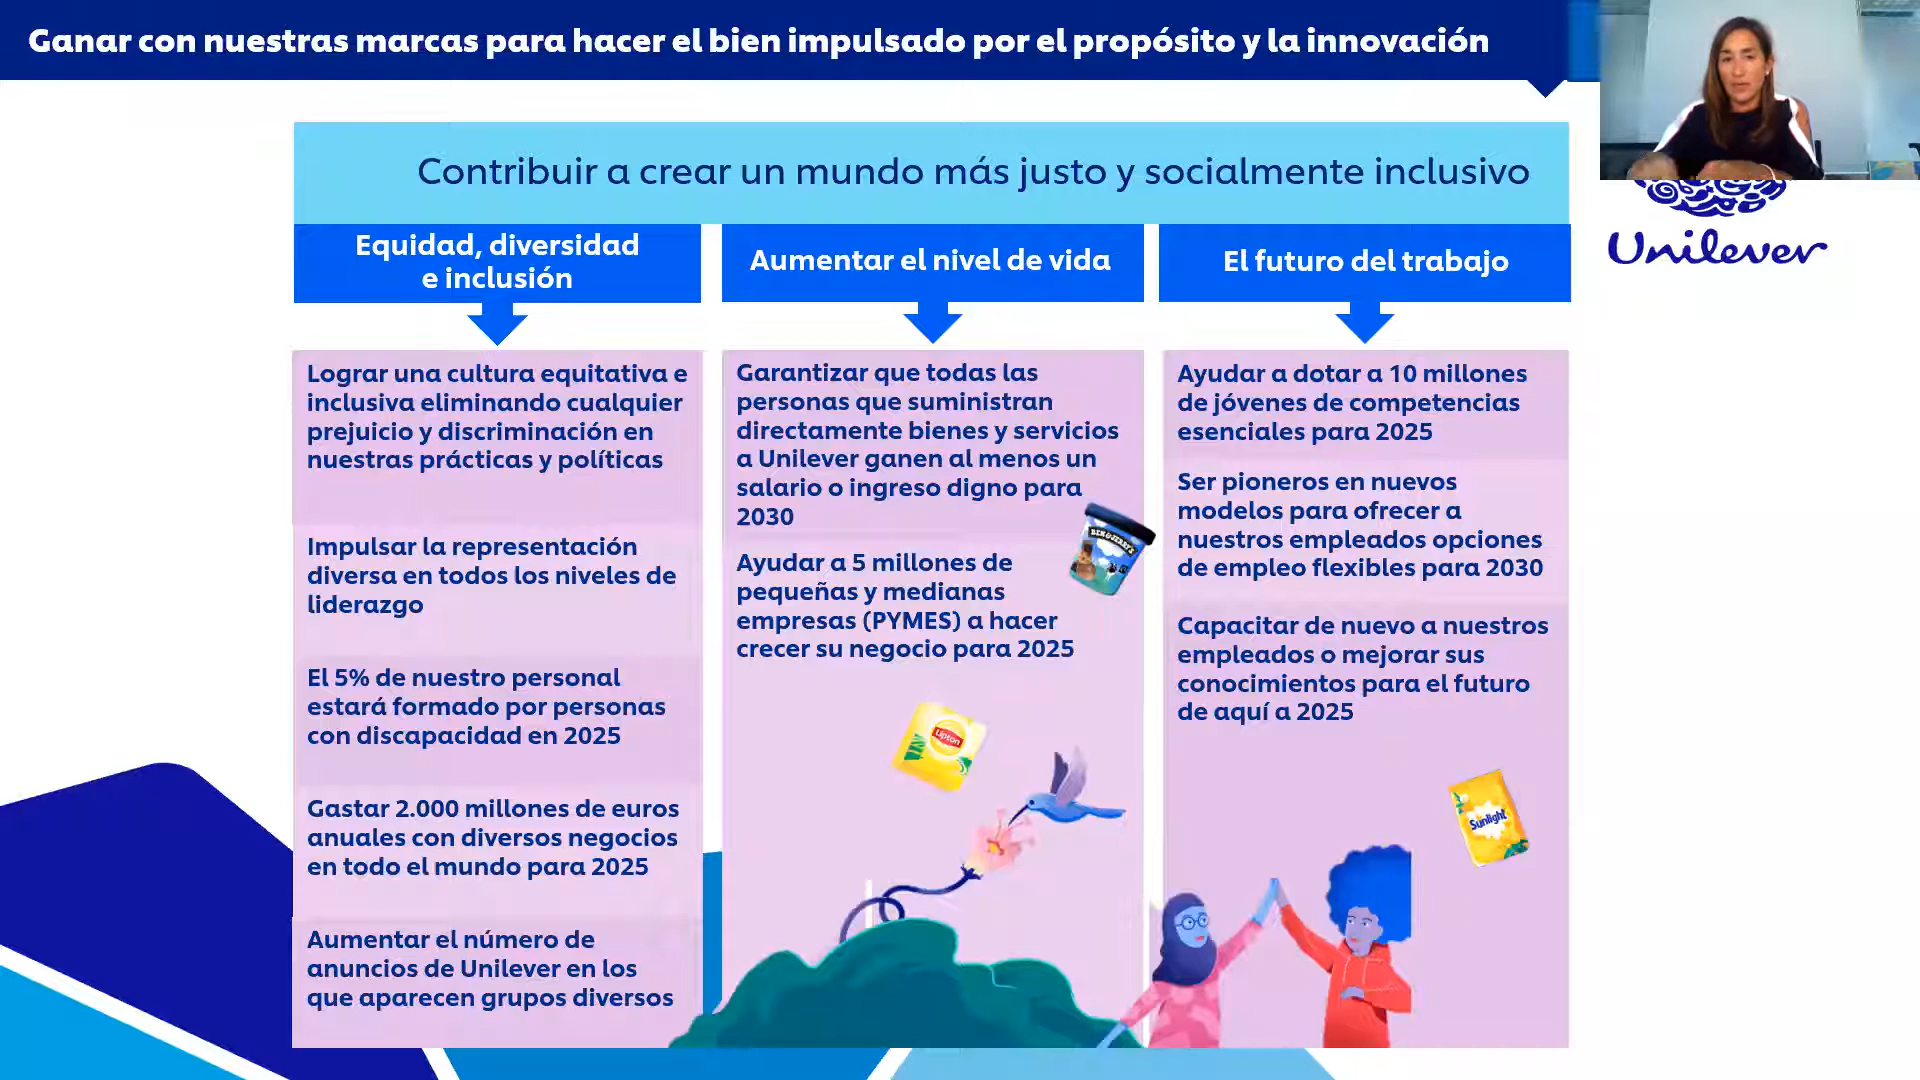 Ganar con nuestras marcas para hacer el bien impulsado por el propósito y la innovación
Contribuir a crear un mundo más justo y socialmente inclusivo
Unilever
Equidad, diversidad
e inclusión
Lograr una cultura equitativa e
inclusiva eliminando cualquier
prejuicio y discriminación en
nuestras prácticas y políticas
Impulsar la representación
diversa en todos los niveles de
liderazgo
El 5% de nuestro personal
estará formado por personas
con discapacidad en 2025
Gastar 2.000 millones de euros
anuales con diversos negocios
en todo el mundo para 2025
Aumentar el número de
anuncios de Unilever en los
que aparecen grupos diversos
Aumentar el nivel de vida
Garantizar que todas las
personas que suministran
directamente bienes y servicios
a Unilever ganen al menos un
salario o ingreso digno para
2030
BEN & JERRY'S
Ayudar a 5 millones de
pequeñas y medianas
empresas (PYMES) a hacer
crecer su negocio para 2025
Lipton
El futuro del trabajo
Ayudar a dotar a 10 millones
de jóvenes de competencias
esenciales para 2025
Ser pioneros en nuevos
modelos para ofrecer a
nuestros empleados opciones
de empleo flexibles para 2030
Capacitar de nuevo a nuestros
empleados o mejorar sus
conocimientos para el futuro
de aquí a 2025
Sunlight